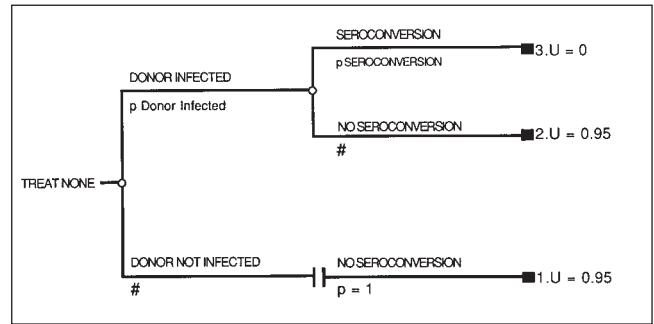 SEROCONVERSION
3.U = 0
p SEROCONVERSION
DONOR INFECTED
p Donor Infected
NO SEROCONVERSION
2.U = 0.95
#
TREAT NONE
DONOR NOT INFECTED
NO SEROCONVERSION
1.U = 0.95
#
p = 1